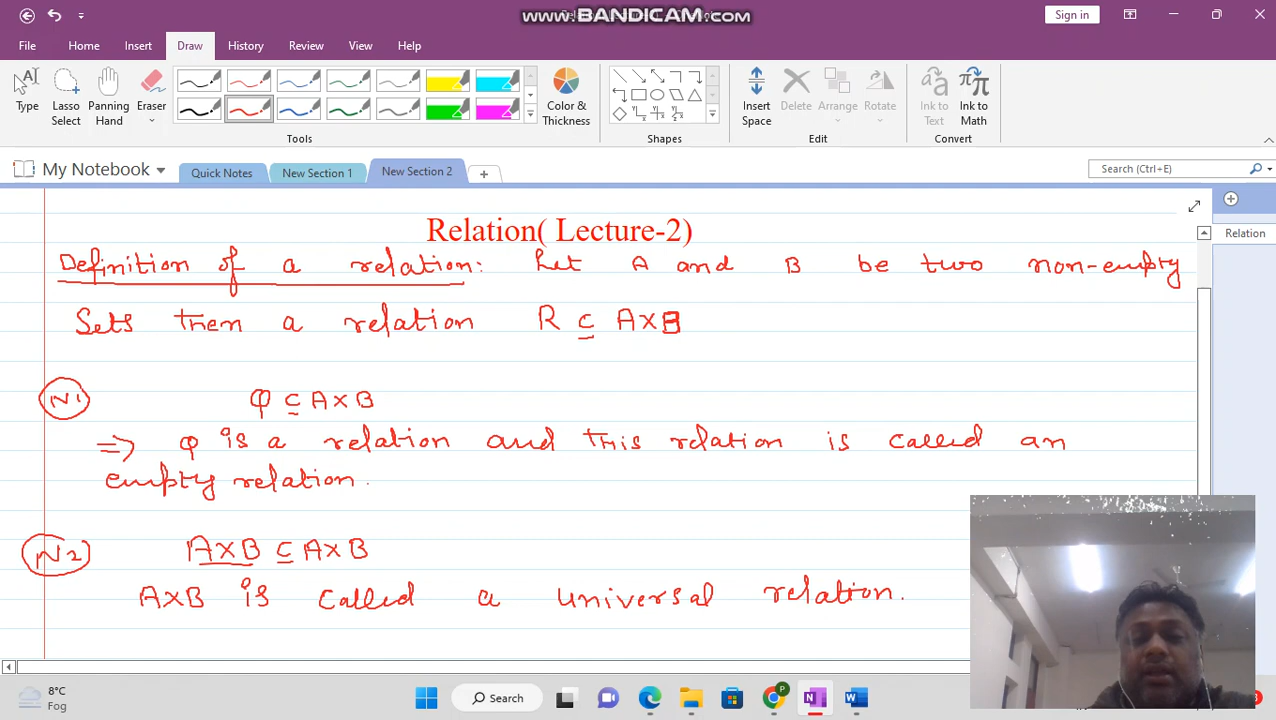 www.BANDICAM.com
Sign in
File Home Insert Draw History Review View Help
Type
Lasso Select
Panning Hand
Eraser
Color & Thickness
Insert Space
Delete
Arrange
Rotate
Ink to Text
Ink to Math
Tools
Shapes
Edit
Convert
My Notebook
Quick Notes
New Section 1
New Section 2
Search (Ctrl+E)
Relation
Relation( Lecture-2)
Definition of a relation: Let A and B be two non-empty
Sets then a relation R ⊆ A×B
N1 φ ⊆ A×B
⇒ φ is a relation and this relation is called an
empty relation.
N2 A×B ⊆ A×B
A×B is called a universal relation.
8°C
Fog
Search